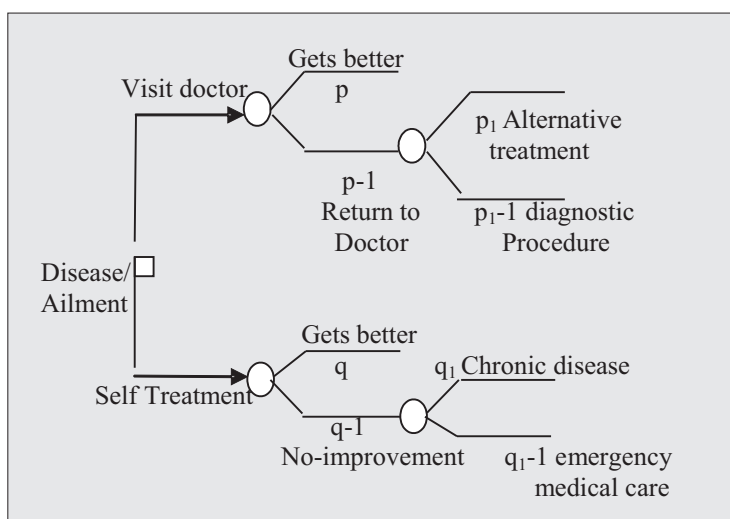 Gets better
Visit doctor
p
p₁ Alternative
treatment
p-1
Return to
Doctor
p₁-1 diagnostic
Procedure
Disease/
Ailment
Gets better
q
q₁ Chronic disease
Self Treatment
q-1
No-improvement
q₁-1 emergency
medical care